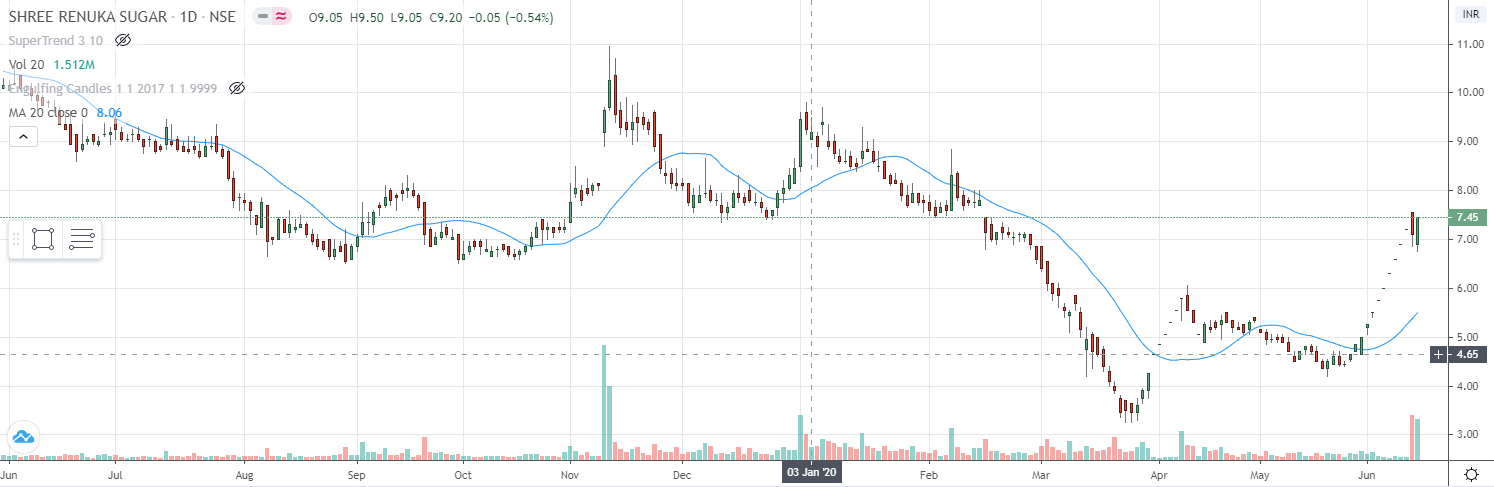 SHREE RENUKA SUGAR · 1D · NSE O9.05 H9.50 L9.05 C9.20 −0.05 (−0.54%)
INR
SuperTrend 3 10
Vol 20 1.512M
Engulfing Candles 1 1 2017 1 1 9999
MA 20 close 0 8.06
11.00
10.00
9.00
8.00
7.45
7.00
6.00
5.00
4.65
4.00
3.00
Jun Jul Aug Sep Oct Nov Dec 03 Jan '20 Feb Mar Apr May Jun